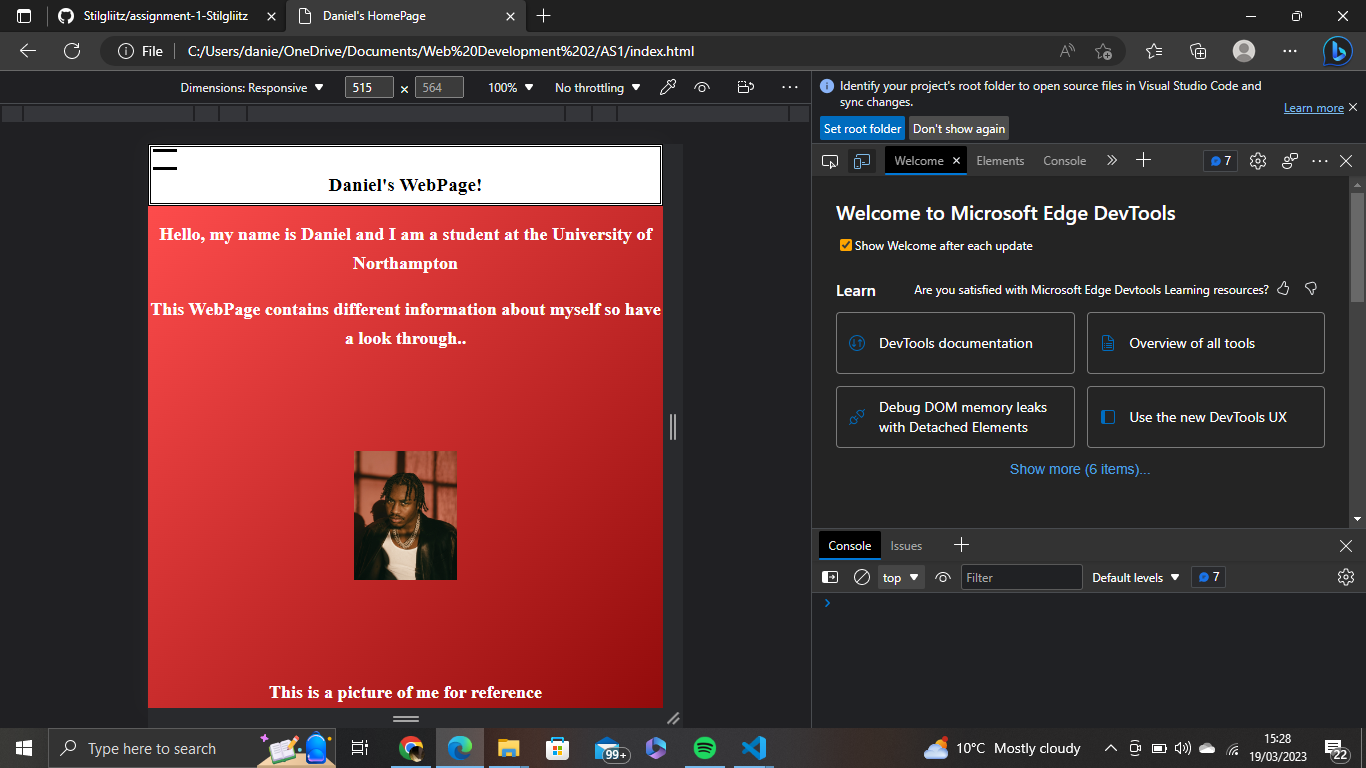 Stilgliitz/assignment-1-Stilgliitz
Daniel's HomePage
File
C:/Users/danie/OneDrive/Documents/Web%20Development%202/AS1/index.html
Dimensions: Responsive
515
×
564
100%
No throttling
Identify your project's root folder to open source files in Visual Studio Code and
sync changes.
Learn more
Set root folder
Don't show again
Welcome
Elements
Console
7
Daniel's WebPage!
Hello, my name is Daniel and I am a student at the University of
Northampton
This WebPage contains different information about myself so have
a look through..
This is a picture of me for reference
Welcome to Microsoft Edge DevTools
Show Welcome after each update
Learn
Are you satisfied with Microsoft Edge Devtools Learning resources?
DevTools documentation
Overview of all tools
Debug DOM memory leaks
with Detached Elements
Use the new DevTools UX
Show more (6 items)...
Console
Issues
top
Filter
Default levels
7
Type here to search
99+
10°C Mostly cloudy
15:28
19/03/2023
22